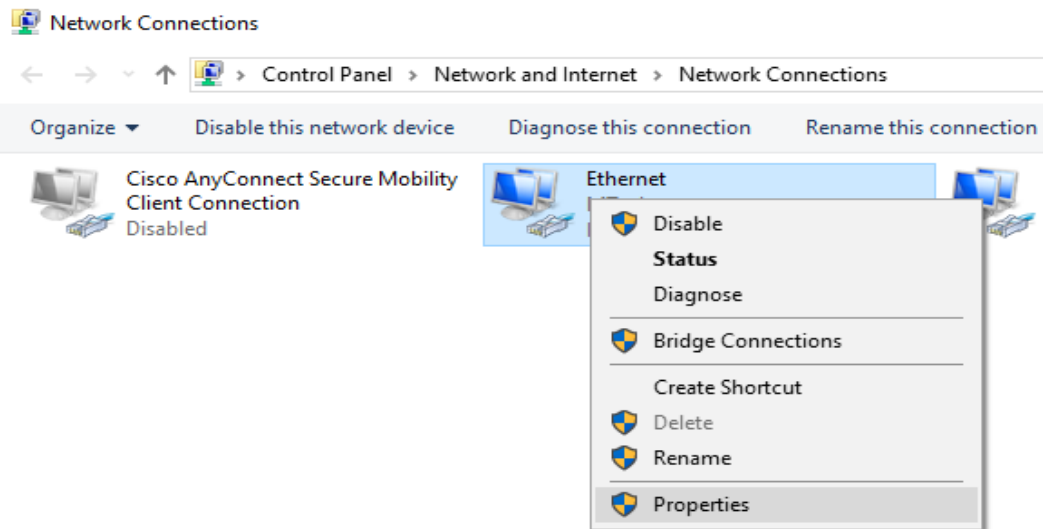 Network Connections
Control Panel > Network and Internet > Network Connections
Organize Disable this network device Diagnose this connection Rename this connection
Cisco AnyConnect Secure Mobility
Client Connection
Disabled
Ethernet
Disable
Status
Diagnose
Bridge Connections
Create Shortcut
Delete
Rename
Properties